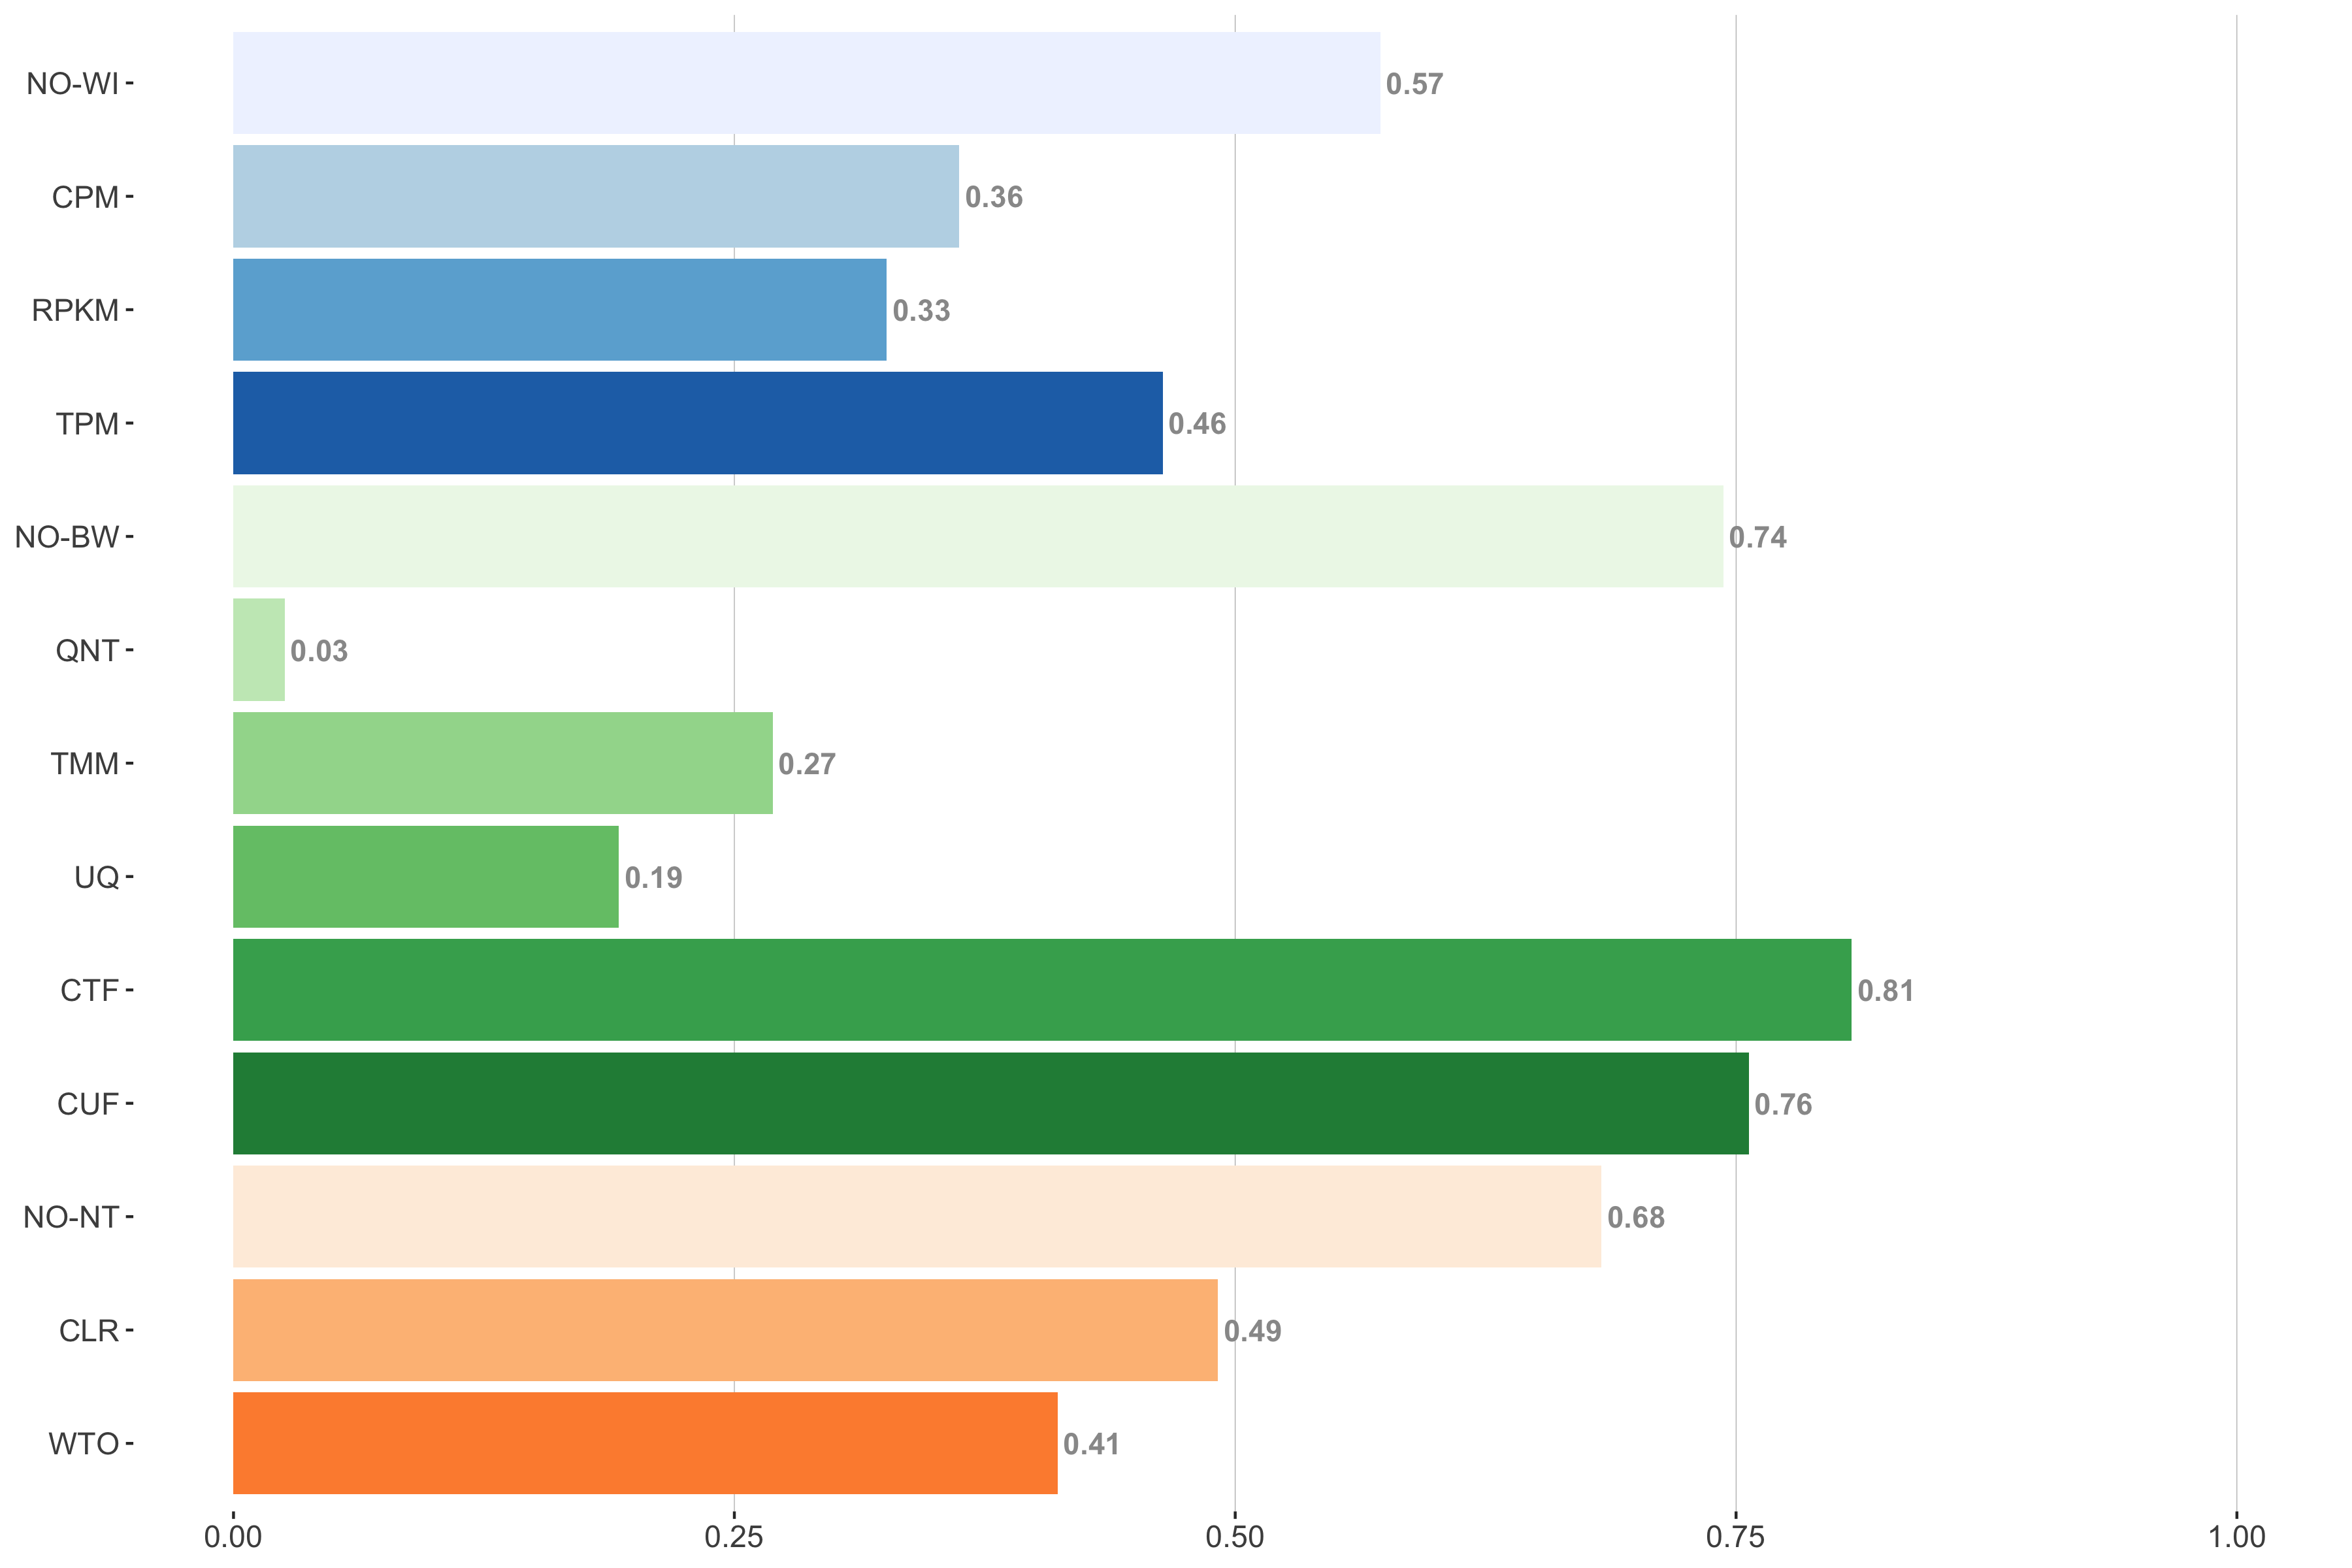 NO-WI 0.57
CPM 0.36
RPKM 0.33
TPM 0.46
NO-BW 0.74
QNT 0.03
TMM 0.27
UQ 0.19
CTF 0.81
CUF 0.76
NO-NT 0.68
CLR 0.49
WTO 0.41
0.00 0.25 0.50 0.75 1.00